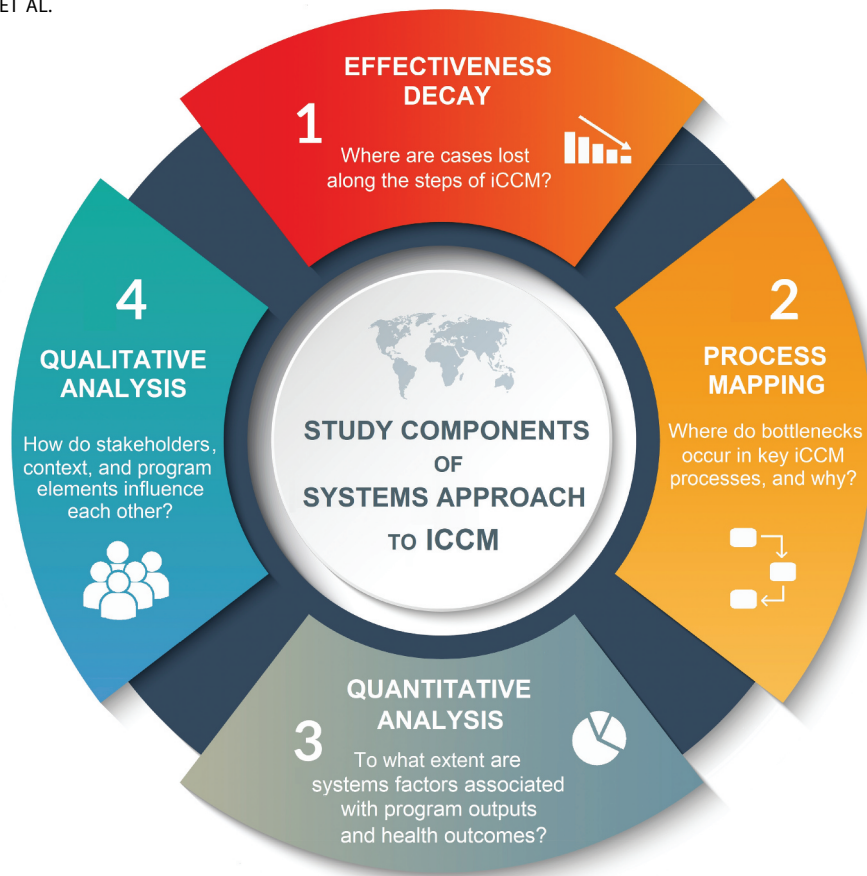 ET AL.
EFFECTIVENESS
DECAY
1
Where are cases lost
along the steps of iCCM?
2
PROCESS
MAPPING
Where do bottlenecks
occur in key iCCM
processes, and why?
3
QUANTITATIVE
ANALYSIS
To what extent are
systems factors associated
with program outputs
and health outcomes?
4
QUALITATIVE
ANALYSIS
How do stakeholders,
context, and program
elements influence
each other?
STUDY COMPONENTS
OF
SYSTEMS APPROACH
TO ICCM